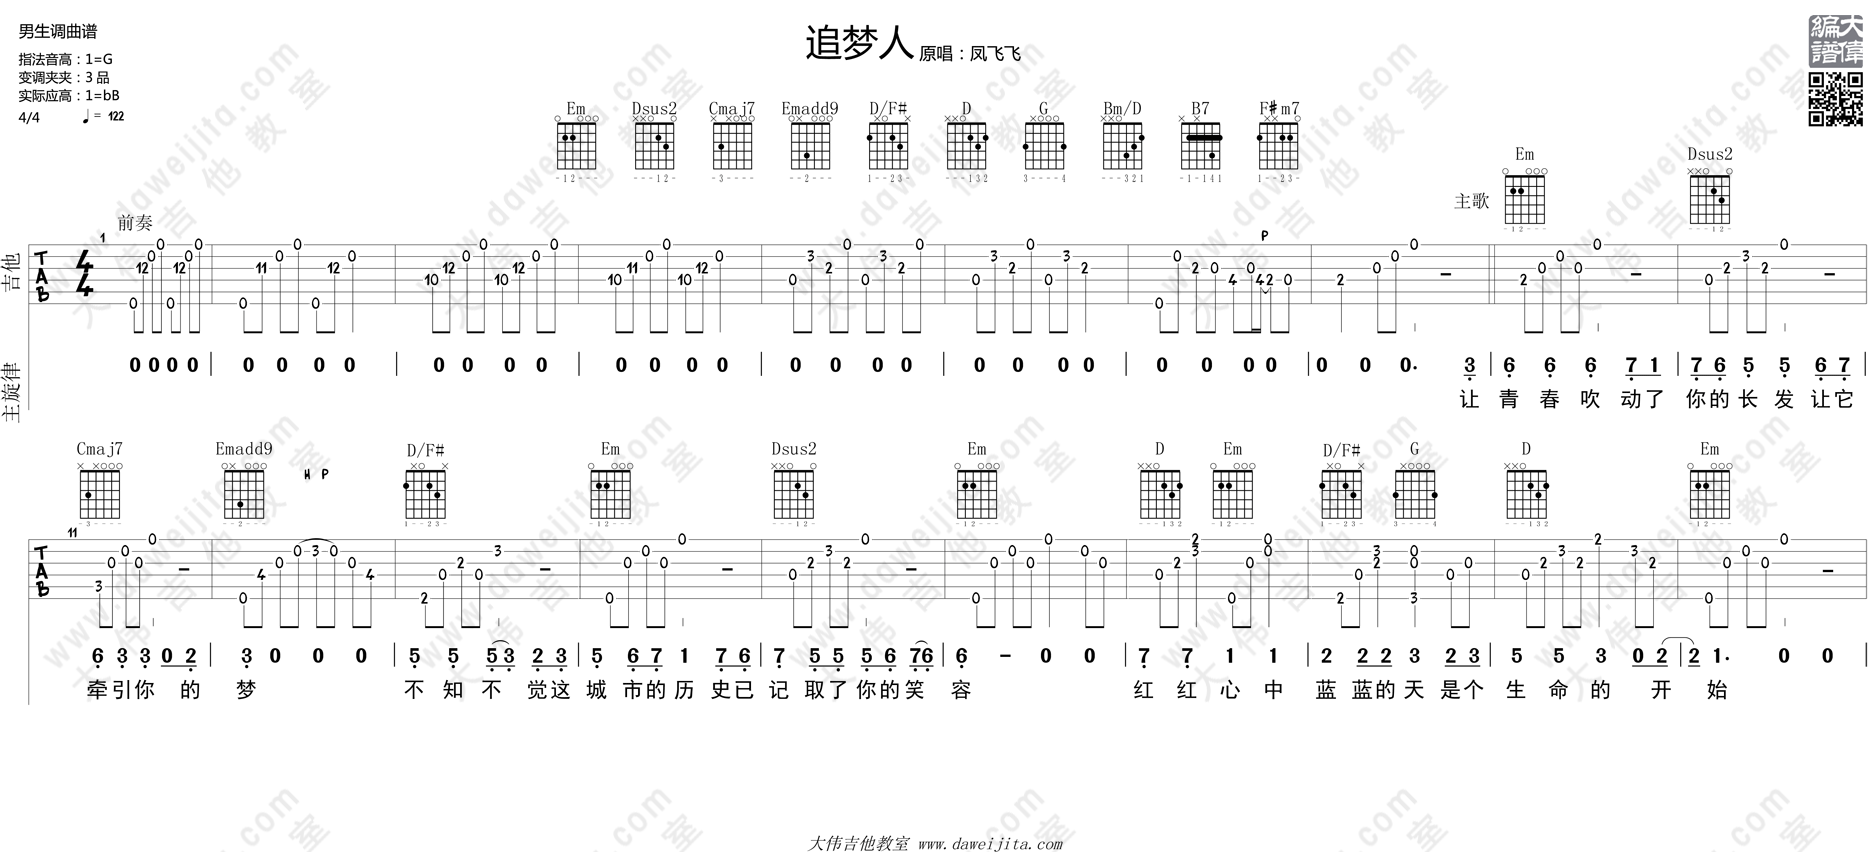 男生调曲谱
指法音高：1=G
变调夹夹：3 品
实际应高：1=bB
4/4 ♩= 122
追梦人 原唱：凤飞飞
大偉編譜
Em Dsus2 Cmaj7 Emadd9 D/F# D G Bm/D B7 F#m7
前奏 主歌 Em Dsus2
吉他
主旋律
0 0 0 0 | 0 0 0 0 | 0 0 0 0 | 0 0 0 0 | 0 0 0 0 | 0 0 0 0 | 0 0 0 0 | 0 0 0. 3 | 6 6 6 7 1 | 7 6 5 5 6 7
让 青 春 吹 动 了 你 的 长 发 让 它
Cmaj7 Emadd9 H P D/F# Em Dsus2 Em D Em D/F# G D Em
6 3 3 0 2 | 3 0 0 0 | 5 5 5 3 2 3 | 5 6 7 1 7 6 | 7 5 5 5 6 7 6 | 6 - 0 0 | 7 7 1 1 | 2 2 2 3 2 3 | 5 5 3 0 2 | 2 1. 0 0
牵 引 你 的 梦 不 知 不 觉 这 城 市 的 历 史 已 记 取 了 你 的 笑 容 红 红 心 中 蓝 蓝 的 天 是 个 生 命 的 开 始
大伟吉他教室 www.daweijita.com